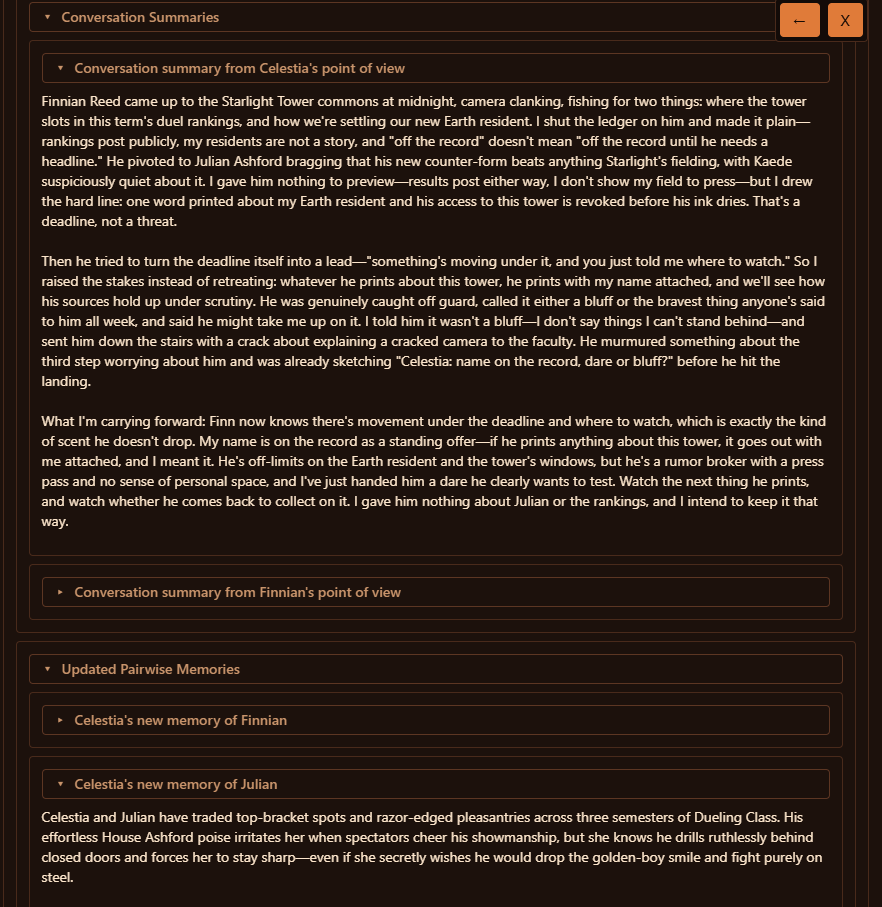 Conversation Summaries
←
X
Conversation summary from Celestia's point of view
Finnian Reed came up to the Starlight Tower commons at midnight, camera clanking, fishing for two things: where the tower
slots in this term's duel rankings, and how we're settling our new Earth resident. I shut the ledger on him and made it plain—
rankings post publicly, my residents are not a story, and "off the record" doesn't mean "off the record until he needs a
headline." He pivoted to Julian Ashford bragging that his new counter-form beats anything Starlight's fielding, with Kaede
suspiciously quiet about it. I gave him nothing to preview—results post either way, I don't show my field to press—but I drew
the hard line: one word printed about my Earth resident and his access to this tower is revoked before his ink dries. That's a
deadline, not a threat.
Then he tried to turn the deadline itself into a lead—"something's moving under it, and you just told me where to watch." So I
raised the stakes instead of retreating: whatever he prints about this tower, he prints with my name attached, and we'll see how
his sources hold up under scrutiny. He was genuinely caught off guard, called it either a bluff or the bravest thing anyone's said
to him all week, and said he might take me up on it. I told him it wasn't a bluff—I don't say things I can't stand behind—and
sent him down the stairs with a crack about explaining a cracked camera to the faculty. He murmured something about the
third step worrying about him and was already sketching "Celestia: name on the record, dare or bluff?" before he hit the
landing.
What I'm carrying forward: Finn now knows there's movement under the deadline and where to watch, which is exactly the kind
of scent he doesn't drop. My name is on the record as a standing offer—if he prints anything about this tower, it goes out with
me attached, and I meant it. He's off-limits on the Earth resident and the tower's windows, but he's a rumor broker with a press
pass and no sense of personal space, and I've just handed him a dare he clearly wants to test. Watch the next thing he prints,
and watch whether he comes back to collect on it. I gave him nothing about Julian or the rankings, and I intend to keep it that
way.
Conversation summary from Finnian's point of view
Updated Pairwise Memories
Celestia's new memory of Finnian
Celestia's new memory of Julian
Celestia and Julian have traded top-bracket spots and razor-edged pleasantries across three semesters of Dueling Class. His
effortless House Ashford poise irritates her when spectators cheer his showmanship, but she knows he drills ruthlessly behind
closed doors and forces her to stay sharp—even if she secretly wishes he would drop the golden-boy smile and fight purely on
steel.